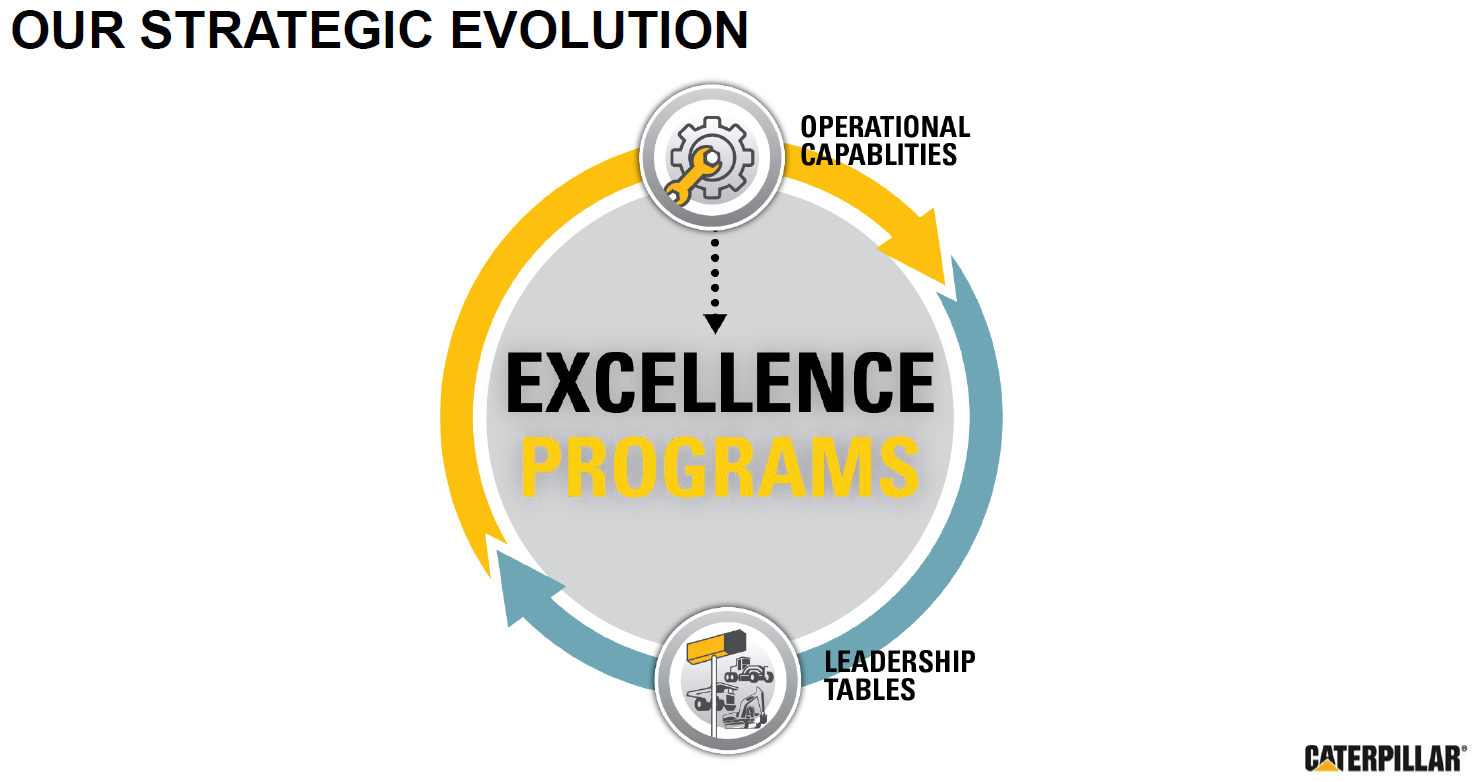 OUR STRATEGIC EVOLUTION
OPERATIONAL
CAPABLITIES
EXCELLENCE
PROGRAMS
LEADERSHIP
TABLES
CATERPILLAR®